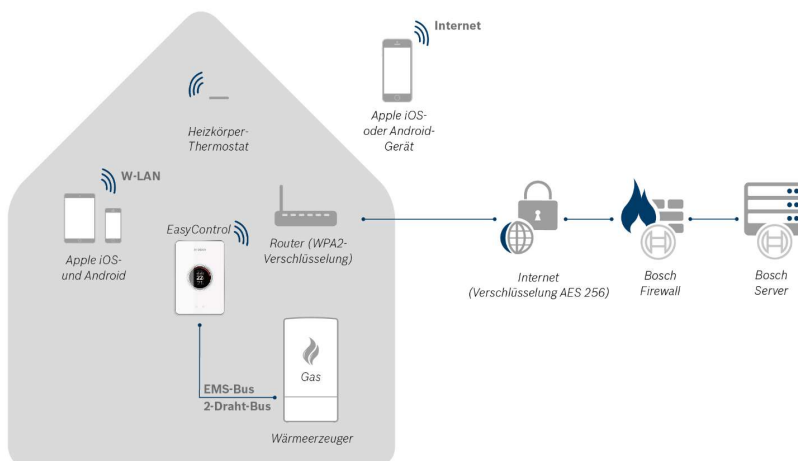 Internet
Apple iOS-
oder Android-
Gerät
Heizkörper-
Thermostat
W-LAN
Apple iOS-
und Android
EasyControl
22
Router (WPA2-
Verschlüsselung)
Internet
(Verschlüsselung AES 256)
Bosch
Firewall
Bosch
Server
Gas
EMS-Bus
2-Draht-Bus
Wärmeerzeuger